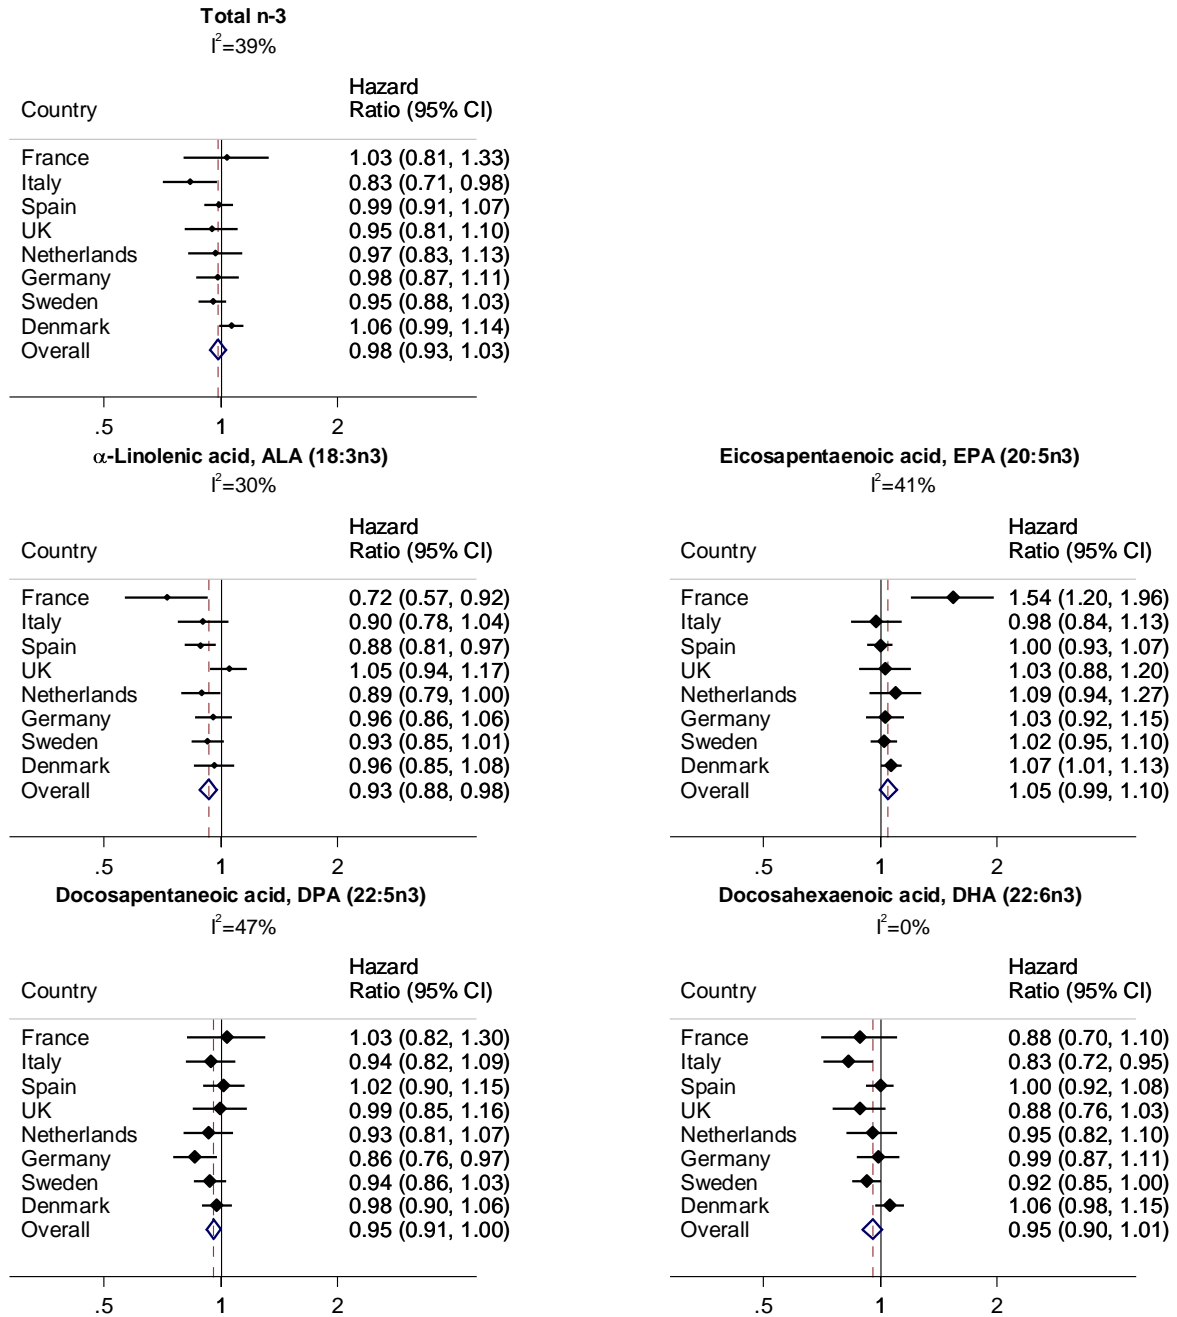 Total n-3
I²=39%
Hazard
Country Ratio (95% CI)
France 1.03 (0.81, 1.33)
Italy 0.83 (0.71, 0.98)
Spain 0.99 (0.91, 1.07)
UK 0.95 (0.81, 1.10)
Netherlands 0.97 (0.83, 1.13)
Germany 0.98 (0.87, 1.11)
Sweden 0.95 (0.88, 1.03)
Denmark 1.06 (0.99, 1.14)
Overall 0.98 (0.93, 1.03)
.5 1 2
α-Linolenic acid, ALA (18:3n3)
I²=30%
Hazard
Country Ratio (95% CI)
France 0.72 (0.57, 0.92)
Italy 0.90 (0.78, 1.04)
Spain 0.88 (0.81, 0.97)
UK 1.05 (0.94, 1.17)
Netherlands 0.89 (0.79, 1.00)
Germany 0.96 (0.86, 1.06)
Sweden 0.93 (0.85, 1.01)
Denmark 0.96 (0.85, 1.08)
Overall 0.93 (0.88, 0.98)
.5 1 2
Eicosapentaenoic acid, EPA (20:5n3)
I²=41%
Hazard
Country Ratio (95% CI)
France 1.54 (1.20, 1.96)
Italy 0.98 (0.84, 1.13)
Spain 1.00 (0.93, 1.07)
UK 1.03 (0.88, 1.20)
Netherlands 1.09 (0.94, 1.27)
Germany 1.03 (0.92, 1.15)
Sweden 1.02 (0.95, 1.10)
Denmark 1.07 (1.01, 1.13)
Overall 1.05 (0.99, 1.10)
.5 1 2
Docosapentaneoic acid, DPA (22:5n3)
I²=47%
Hazard
Country Ratio (95% CI)
France 1.03 (0.82, 1.30)
Italy 0.94 (0.82, 1.09)
Spain 1.02 (0.90, 1.15)
UK 0.99 (0.85, 1.16)
Netherlands 0.93 (0.81, 1.07)
Germany 0.86 (0.76, 0.97)
Sweden 0.94 (0.86, 1.03)
Denmark 0.98 (0.90, 1.06)
Overall 0.95 (0.91, 1.00)
.5 1 2
Docosahexaenoic acid, DHA (22:6n3)
I²=0%
Hazard
Country Ratio (95% CI)
France 0.88 (0.70, 1.10)
Italy 0.83 (0.72, 0.95)
Spain 1.00 (0.92, 1.08)
UK 0.88 (0.76, 1.03)
Netherlands 0.95 (0.82, 1.10)
Germany 0.99 (0.87, 1.11)
Sweden 0.92 (0.85, 1.00)
Denmark 1.06 (0.98, 1.15)
Overall 0.95 (0.90, 1.01)
.5 1 2